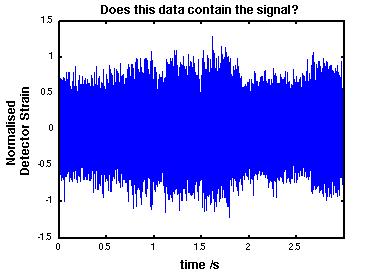 Does this data contain the signal?
1.5
1
0.5
0
-0.5
-1
-1.5
Normalised
Detector Strain
0 0.5 1 1.5 2 2.5
time /s